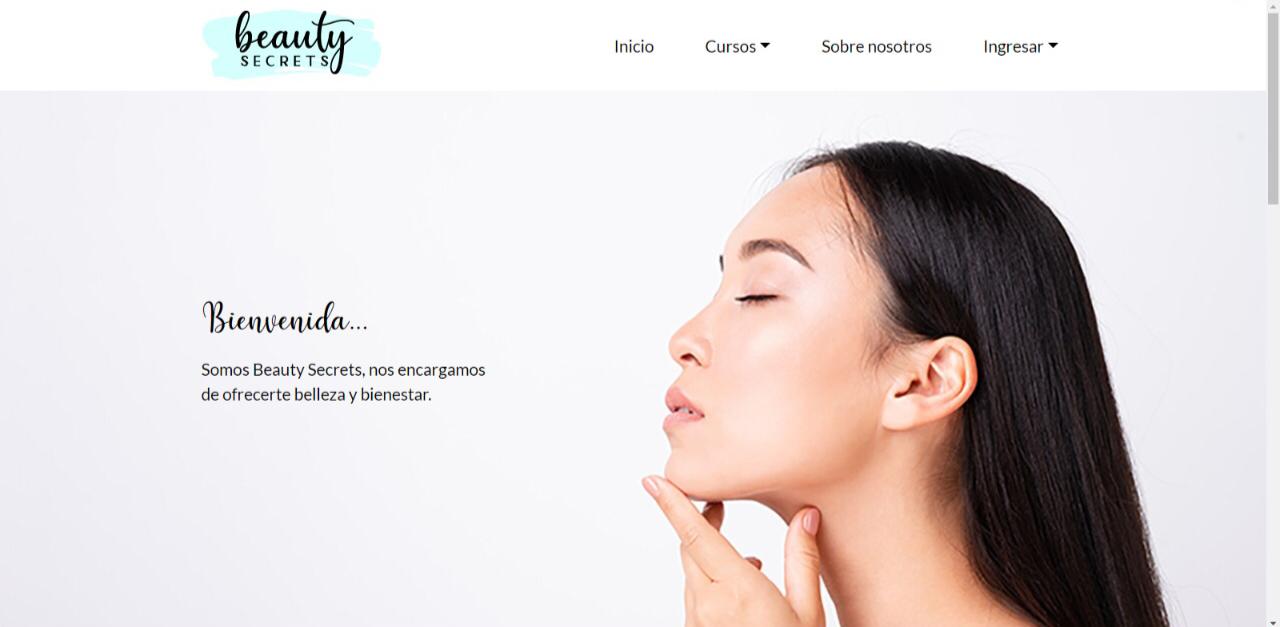 beauty
SECRETS
Inicio
Cursos
Sobre nosotros
Ingresar
Bienvenida...
Somos Beauty Secrets, nos encargamos
de ofrecerte belleza y bienestar.